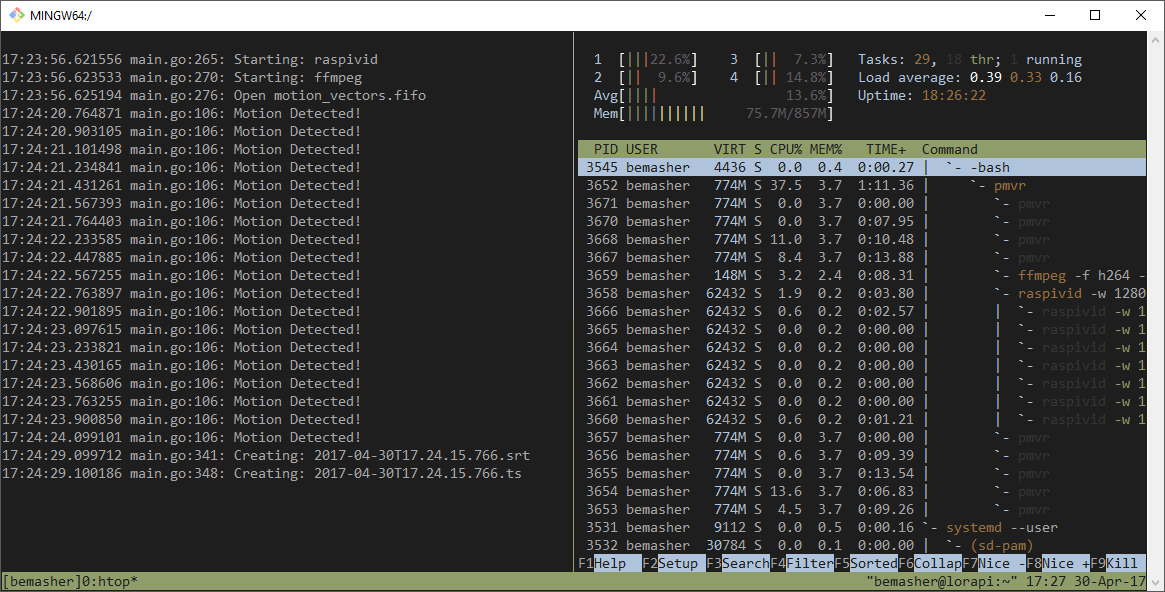 MINGW64:/
17:23:56.621556 main.go:265: Starting: raspivid
17:23:56.623533 main.go:270: Starting: ffmpeg
17:23:56.625194 main.go:276: Open motion_vectors.fifo
17:24:20.764871 main.go:106: Motion Detected!
17:24:20.903105 main.go:106: Motion Detected!
17:24:21.101498 main.go:106: Motion Detected!
17:24:21.234841 main.go:106: Motion Detected!
17:24:21.431261 main.go:106: Motion Detected!
17:24:21.567393 main.go:106: Motion Detected!
17:24:21.764403 main.go:106: Motion Detected!
17:24:22.233585 main.go:106: Motion Detected!
17:24:22.447885 main.go:106: Motion Detected!
17:24:22.567255 main.go:106: Motion Detected!
17:24:22.763897 main.go:106: Motion Detected!
17:24:22.901895 main.go:106: Motion Detected!
17:24:23.097615 main.go:106: Motion Detected!
17:24:23.233821 main.go:106: Motion Detected!
17:24:23.430165 main.go:106: Motion Detected!
17:24:23.568606 main.go:106: Motion Detected!
17:24:23.763255 main.go:106: Motion Detected!
17:24:23.900850 main.go:106: Motion Detected!
17:24:24.099101 main.go:106: Motion Detected!
17:24:29.099712 main.go:341: Creating: 2017-04-30T17.24.15.766.srt
17:24:29.100186 main.go:348: Creating: 2017-04-30T17.24.15.766.ts
1 [|||22.6%] 3 [|| 7.3%] Tasks: 29, 18 thr; 1 running
2 [|| 9.6%] 4 [|| 14.8%] Load average: 0.39 0.33 0.16
Avg[|||| 13.6%] Uptime: 18:26:22
Mem[|||||||||| 75.7M/857M]
PID USER VIRT S CPU% MEM% TIME+ Command
3545 bemasher 4436 S 0.0 0.4 0:00.27 | `- -bash
3652 bemasher 774M S 37.5 3.7 1:11.36 | `- pmvr
3671 bemasher 774M S 0.0 3.7 0:00.00 | `- pmvr
3670 bemasher 774M S 0.0 3.7 0:07.95 | `- pmvr
3668 bemasher 774M S 11.0 3.7 0:10.48 | `- pmvr
3667 bemasher 774M S 8.4 3.7 0:13.88 | `- pmvr
3659 bemasher 148M S 3.2 2.4 0:08.31 | `- ffmpeg -f h264 -
3658 bemasher 62432 S 1.9 0.2 0:03.80 | `- raspivid -w 1280
3666 bemasher 62432 S 0.6 0.2 0:02.57 | | `- raspivid -w 1
3665 bemasher 62432 S 0.0 0.2 0:00.00 | | `- raspivid -w 1
3664 bemasher 62432 S 0.0 0.2 0:00.00 | | `- raspivid -w 1
3663 bemasher 62432 S 0.0 0.2 0:00.00 | | `- raspivid -w 1
3662 bemasher 62432 S 0.0 0.2 0:00.00 | | `- raspivid -w 1
3661 bemasher 62432 S 0.0 0.2 0:00.00 | | `- raspivid -w 1
3660 bemasher 62432 S 0.6 0.2 0:01.21 | | `- raspivid -w 1
3657 bemasher 774M S 0.0 3.7 0:00.00 | `- pmvr
3656 bemasher 774M S 0.6 3.7 0:09.39 | `- pmvr
3655 bemasher 774M S 0.0 3.7 0:13.54 | `- pmvr
3654 bemasher 774M S 13.6 3.7 0:06.83 | `- pmvr
3653 bemasher 774M S 4.5 3.7 0:09.26 | `- pmvr
3531 bemasher 9112 S 0.0 0.5 0:00.16 `- systemd --user
3532 bemasher 30784 S 0.0 0.1 0:00.00 | `- (sd-pam)
F1Help F2Setup F3SearchF4FilterF5SortedF6CollapF7Nice -F8Nice +F9Kill
[bemasher]0:htop* "bemasher@lorapi:~" 17:27 30-Apr-17